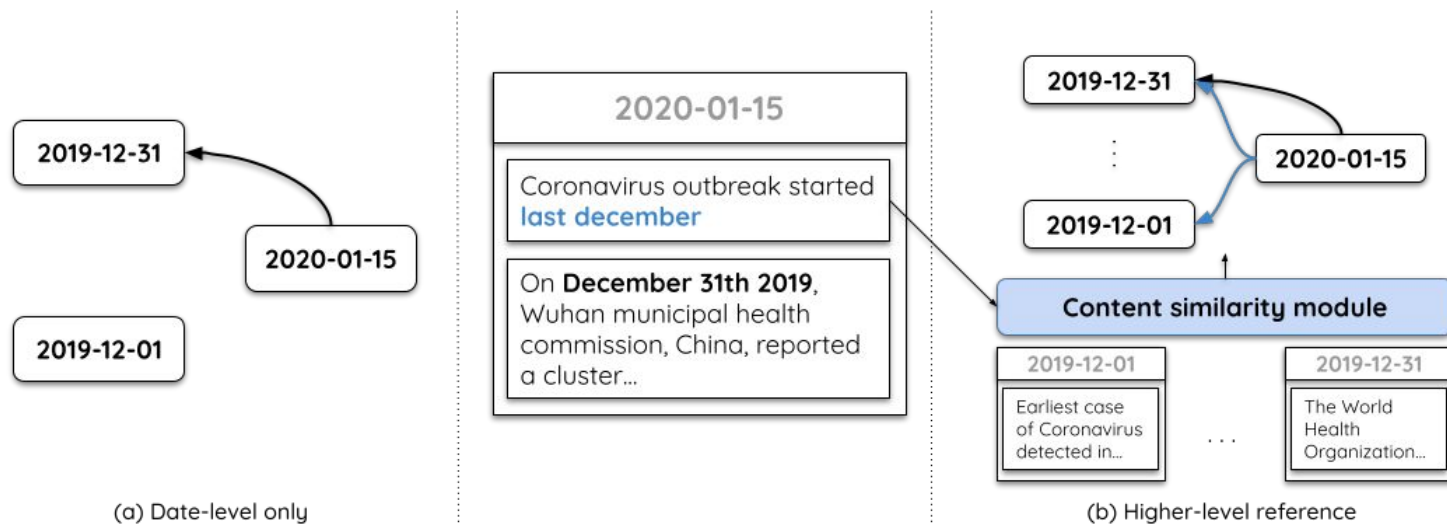 2019-12-31
2020-01-15
2019-12-01
(a) Date-level only
2020-01-15
Coronavirus outbreak started
last december
On December 31th 2019,
Wuhan municipal health
commission, China, reported
a cluster...
2019-12-31
2020-01-15
2019-12-01
Content similarity module
2019-12-01
Earliest case
of Coronavirus
detected in...
. . .
2019-12-31
The World
Health
Organization...
(b) Higher-level reference